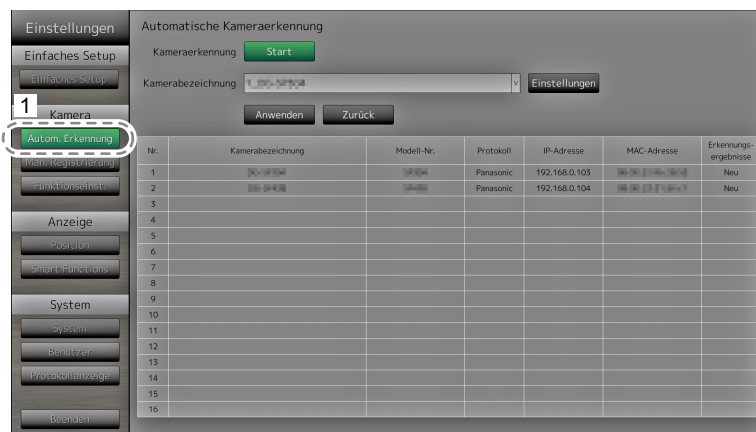 Einstellungen
Einfaches Setup
Einfaches Setup
1
Kamera
Autom. Erkennung
Man. Registrierung
Funktionseinst.
Anzeige
Position
Smart Functions
System
System
Benutzer
Protokollanzeige
Beenden
Automatische Kameraerkennung
Kameraerkennung Start
Kamerabezeichnung Einstellungen
Anwenden Zurück
Nr. Kamerabezeichnung Modell-Nr. Protokoll IP-Adresse MAC-Adresse Erkennungs-
ergebnisse
1 Panasonic 192.168.0.103 Neu
2 Panasonic 192.168.0.104 Neu
3
4
5
6
7
8
9
10
11
12
13
14
15
16